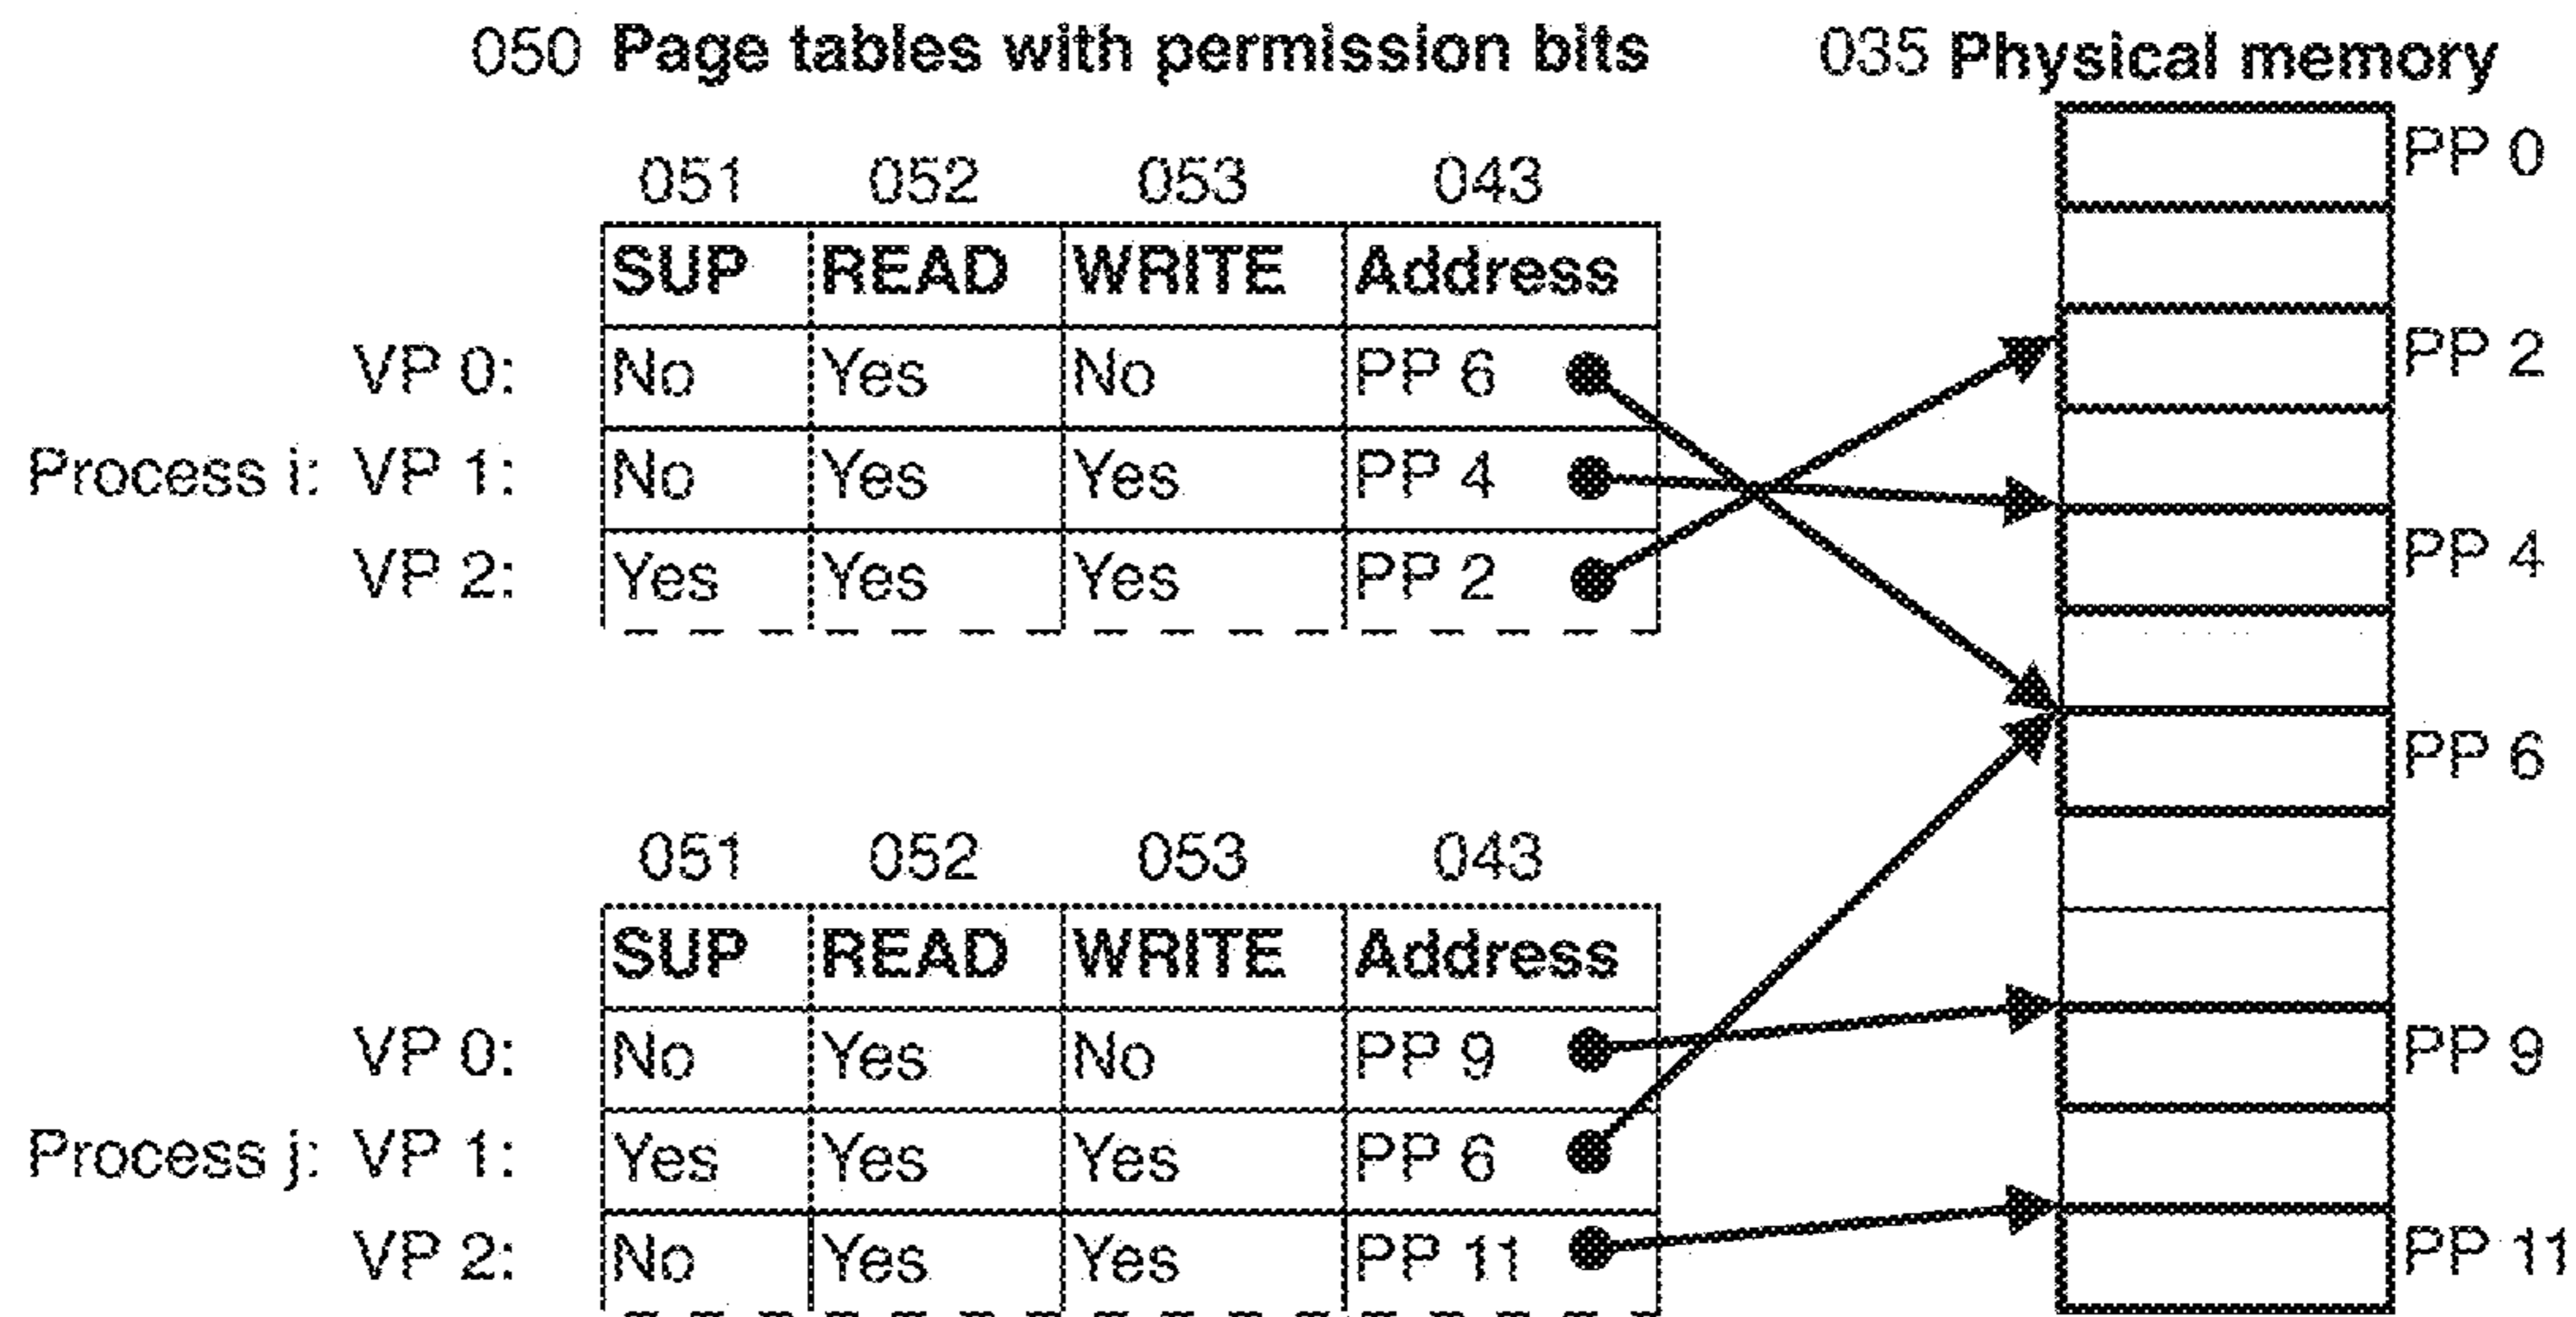 050 Page tables with permission bits
035 Physical memory
PP 0
051 052 053 043
SUP READ WRITE Address
VP 0: No Yes No PP 6
PP 2
Process i: VP 1: No Yes Yes PP 4
VP 2: Yes Yes Yes PP 2
PP 4
PP 6
051 052 053 043
SUP READ WRITE Address
VP 0: No Yes No PP 9
PP 9
Process j: VP 1: Yes Yes Yes PP 6
VP 2: No Yes Yes PP 11
PP 11